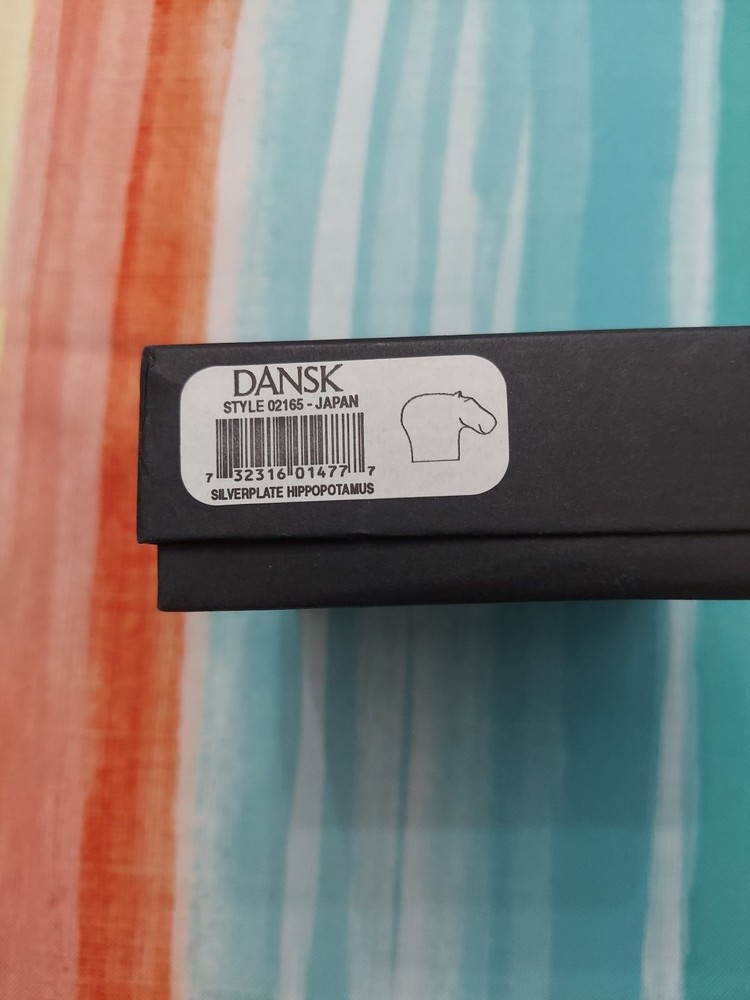 DANSK
STYLE 02165 - JAPAN
7 32316 01477 7
SILVERPLATE HIPPOPOTAMUS